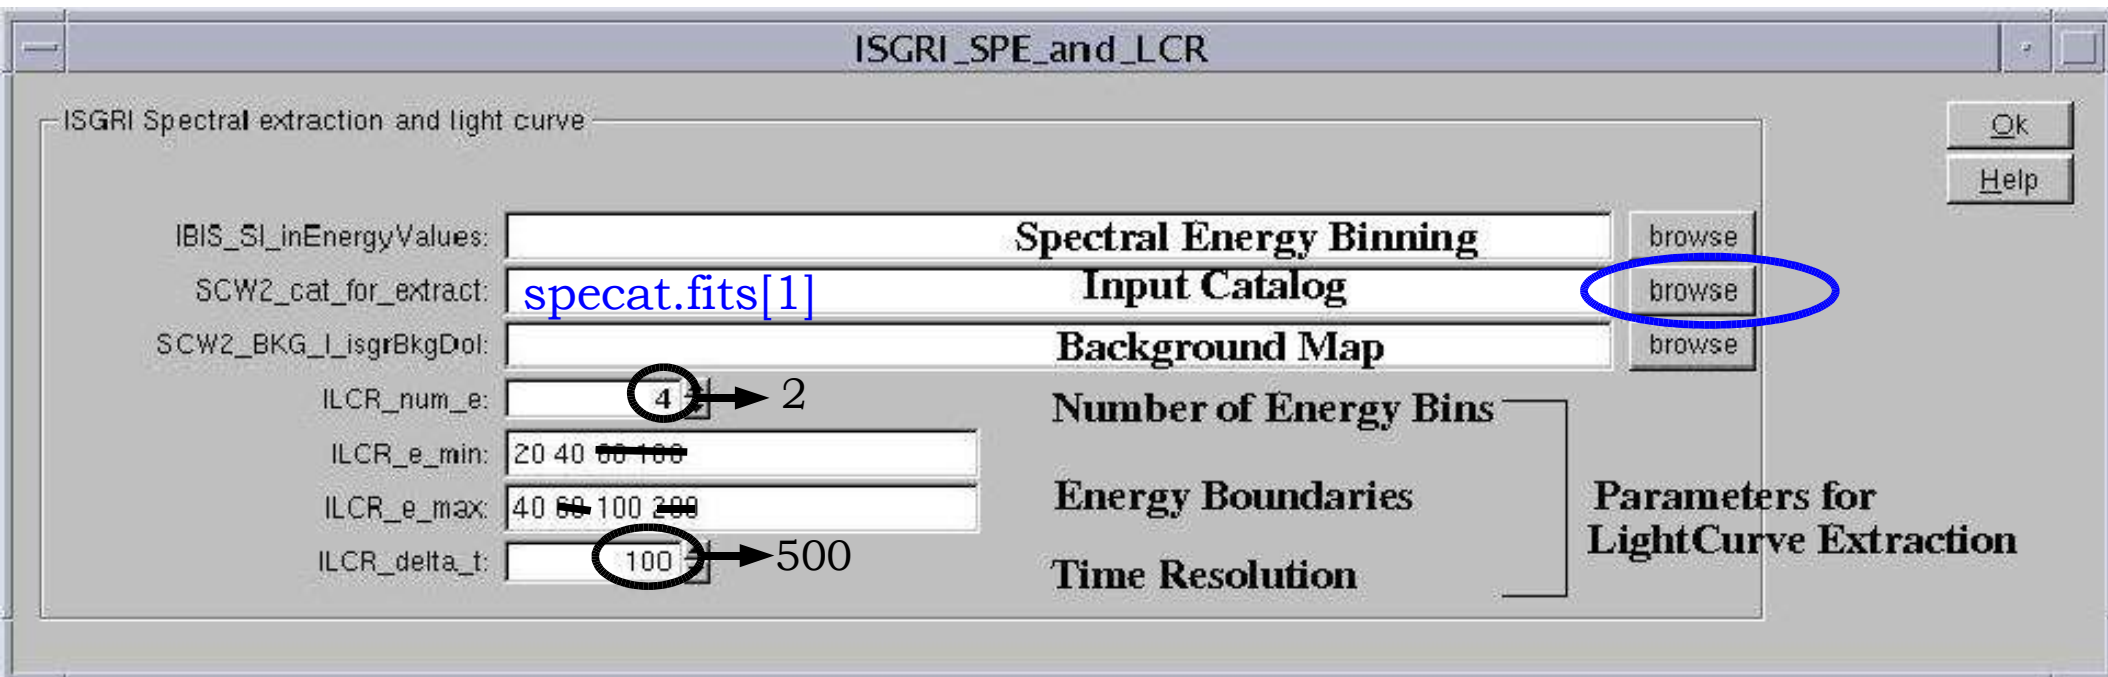 ISGRI_SPE_and_LCR
ISGRI Spectral extraction and light curve
Ok
Help
IBIS_SI_inEnergyValues: Spectral Energy Binning browse
SCW2_cat_for_extract: specat.fits[1] Input Catalog browse
SCW2_BKG_I_isgrBkgDol: Background Map browse
ILCR_num_e: 4 2 Number of Energy Bins
ILCR_e_min: 20 40 60 100
ILCR_e_max: 40 60 100 200 Energy Boundaries Parameters for
LightCurve Extraction
ILCR_delta_t: 100 500 Time Resolution